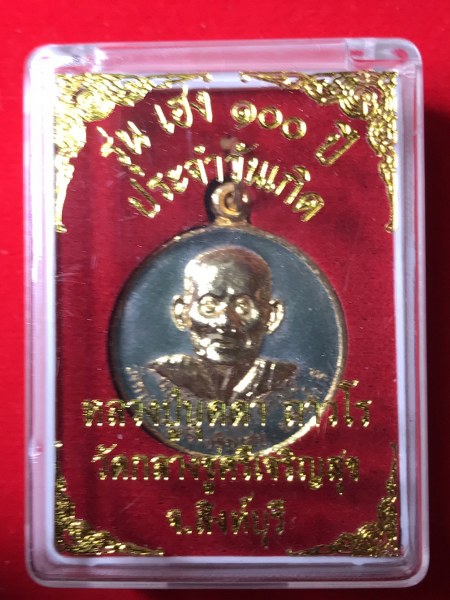 รุ่น เฮง ๑๐๐ ปี
ประจำวันเกิด
หลวงปู่บุดดา ถาวโร
วัดกลางชูศรีเจริญสุข
จ.สิงห์บุรี